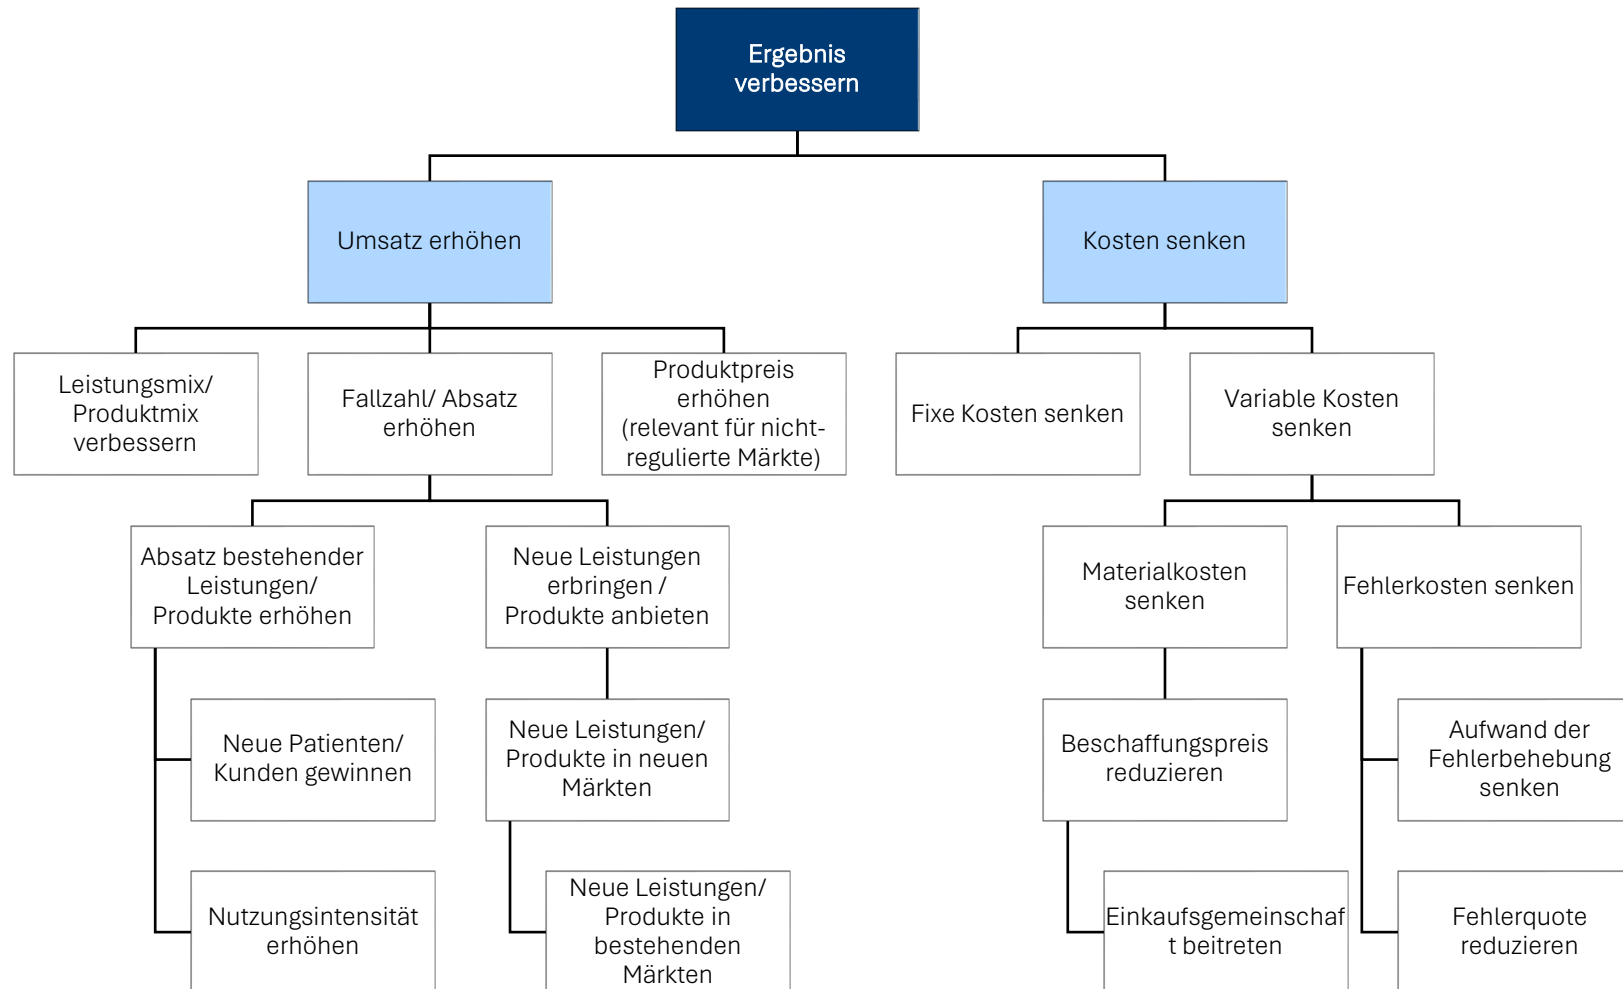 Ergebnis
verbessern
Umsatz erhöhen
Kosten senken
Leistungsmix/
Produktmix
verbessern
Fallzahl/ Absatz
erhöhen
Produktpreis
erhöhen
(relevant für nicht-
regulierte Märkte)
Fixe Kosten senken
Variable Kosten
senken
Absatz bestehender
Leistungen/
Produkte erhöhen
Neue Leistungen
erbringen /
Produkte anbieten
Materialkosten
senken
Fehlerkosten senken
Neue Patienten/
Kunden gewinnen
Neue Leistungen/
Produkte in neuen
Märkten
Beschaffungspreis
reduzieren
Aufwand der
Fehlerbehebung
senken
Nutzungsintensität
erhöhen
Neue Leistungen/
Produkte in
bestehenden
Märkten
Einkaufsgemeinschaf
t beitreten
Fehlerquote
reduzieren